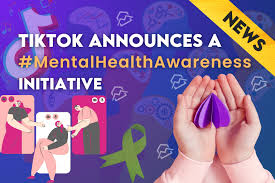 NEWS
TIKTOK ANNOUNCES A
#MentalHealthAwareness
INITIATIVE